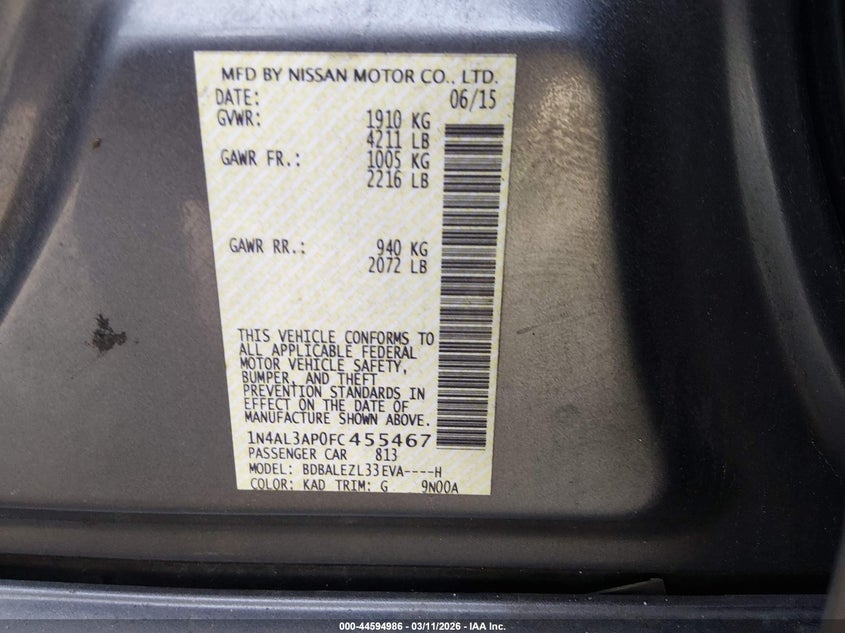 MFD BY NISSAN MOTOR CO., LTD.
DATE: 06/15
GVWR: 1910 KG
4211 LB
GAWR FR.: 1005 KG
2216 LB
GAWR RR.: 940 KG
2072 LB
THIS VEHICLE CONFORMS TO
ALL APPLICABLE FEDERAL
MOTOR VEHICLE SAFETY,
BUMPER, AND THEFT
PREVENTION STANDARDS IN
EFFECT ON THE DATE OF
MANUFACTURE SHOWN ABOVE.
1N4AL3AP0FC455467
PASSENGER CAR 813
MODEL: BDBALEZL33EVA----H
COLOR: KAD TRIM: G 9N00A
000-44594986 - 03/11/2026 - IAA Inc.